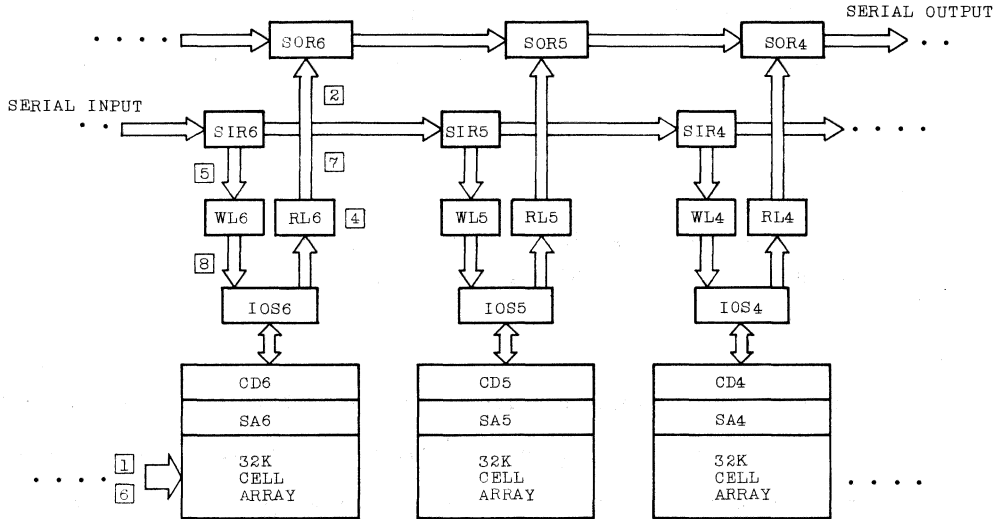 SERIAL OUTPUT
SOR6 SOR5 SOR4
2
SERIAL INPUT
SIR6 SIR5 SIR4
7
5
WL6 RL6 4 WL5 RL5 WL4 RL4
8
IOS6 IOS5 IOS4
CD6 CD5 CD4
SA6 SA5 SA4
1
6
32K
CELL
ARRAY
32K
CELL
ARRAY
32K
CELL
ARRAY